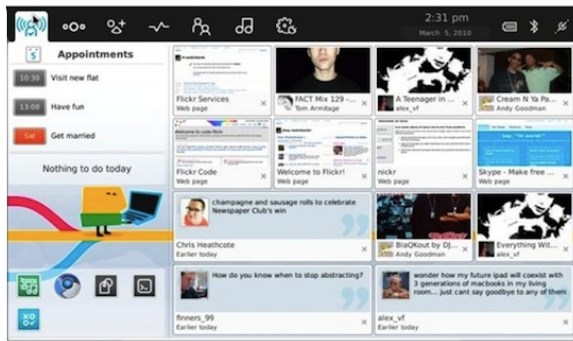 2:31 pm
March 5, 2010
5
Appointments
10:30 Visit new flat
13:00 Have fun
Sat Get married
Nothing to do today
Flickr Services
Web page
FACT Mix 129 -...
Tom Armitage
A Teenager in ...
alex_vf
Cream N Ya Pa...
Andy Goodman
Welcome to code.flickr
Flickr Code
Web page
Welcome to Flickr!
Web page
nickr
Web page
Skype - Make free ...
Web page
champagne and sausage rolls to celebrate
Newspaper Club's win
Chris Heathcote
Earlier today
BlaQKout by DJ...
Andy Goodman
Everything Wit...
alex_vf
How do you know when to stop abstracting?
finners_99
Earlier today
wonder how my future ipad will coexist with
3 generations of macbooks in my living
room... just cant say goodbye to any of them
alex_vf
Earlier today